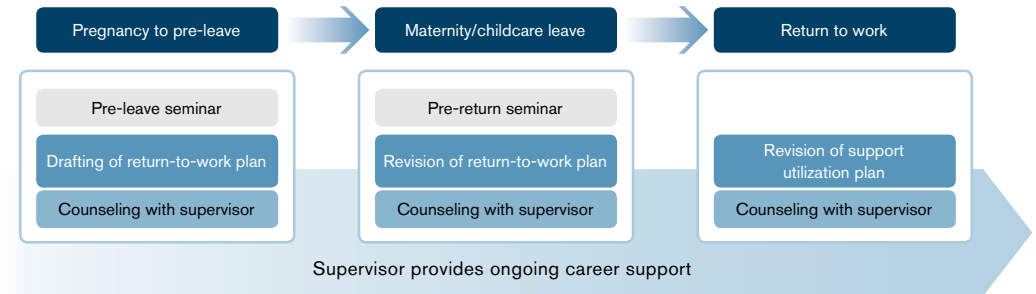 Pregnancy to pre-leave
Maternity/childcare leave
Return to work
Pre-leave seminar
Drafting of return-to-work plan
Counseling with supervisor
Pre-return seminar
Revision of return-to-work plan
Counseling with supervisor
Revision of support
utilization plan
Counseling with supervisor
Supervisor provides ongoing career support